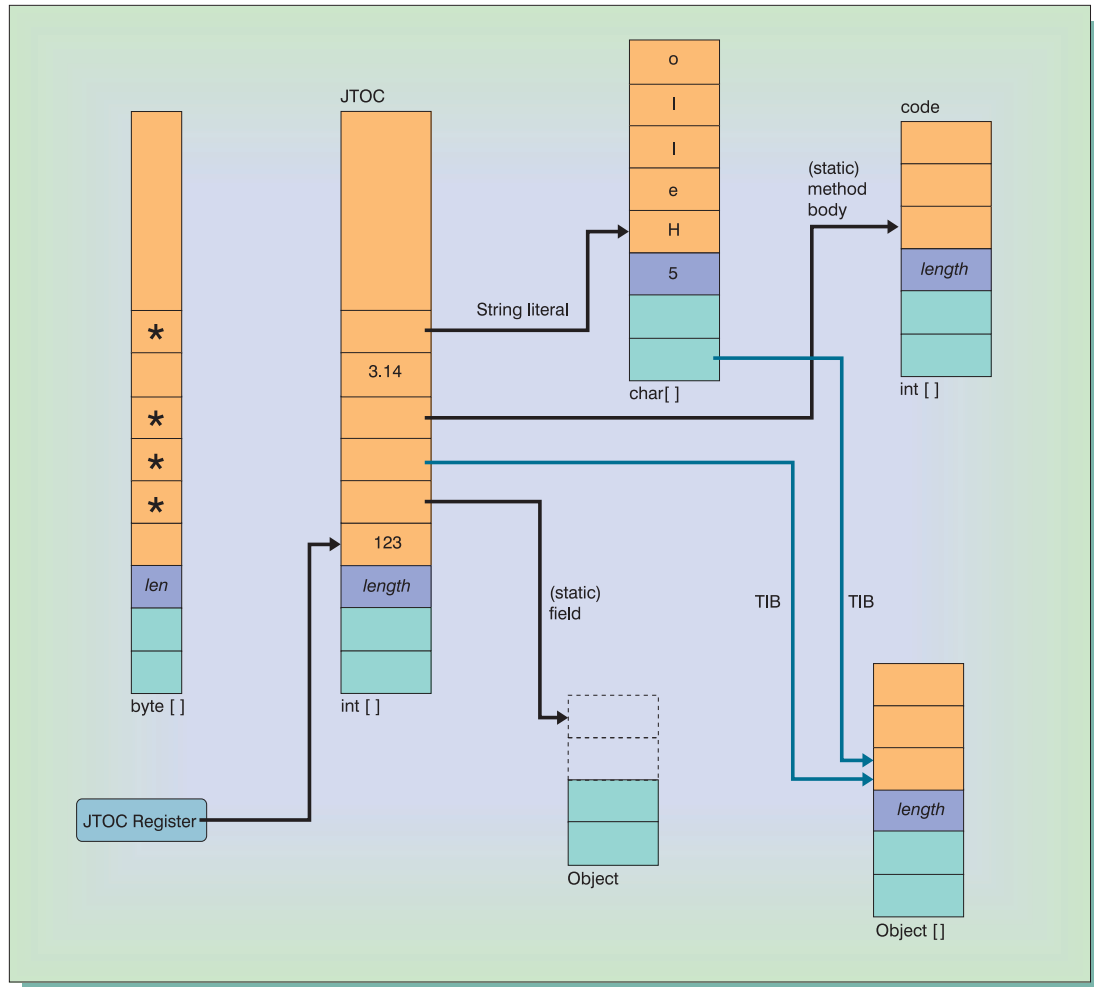 JTOC
code
o
l
l
e
H
5
(static)
method
body
length
String literal
char[ ]
int [ ]
*
3.14
*
*
*
123
len
length
(static)
field
TIB
TIB
byte [ ]
int [ ]
JTOC Register
Object
length
Object [ ]